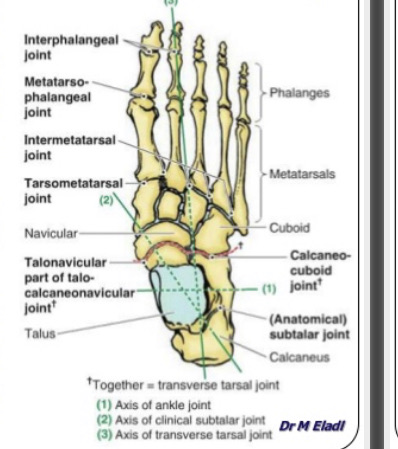 (3)
Interphalangeal
joint
Metatarso-
phalangeal
joint
Intermetatarsal
joint
Tarsometatarsal
joint
(2)
Navicular
Talonavicular
part of talo-
calcaneonavicular
joint†
Talus
Phalanges
Metatarsals
Cuboid
†
Calcaneo-
cuboid
joint†
(1)
(Anatomical)
subtalar joint
Calcaneus
†Together = transverse tarsal joint
(1) Axis of ankle joint
(2) Axis of clinical subtalar joint
(3) Axis of transverse tarsal joint
Dr M Eladl